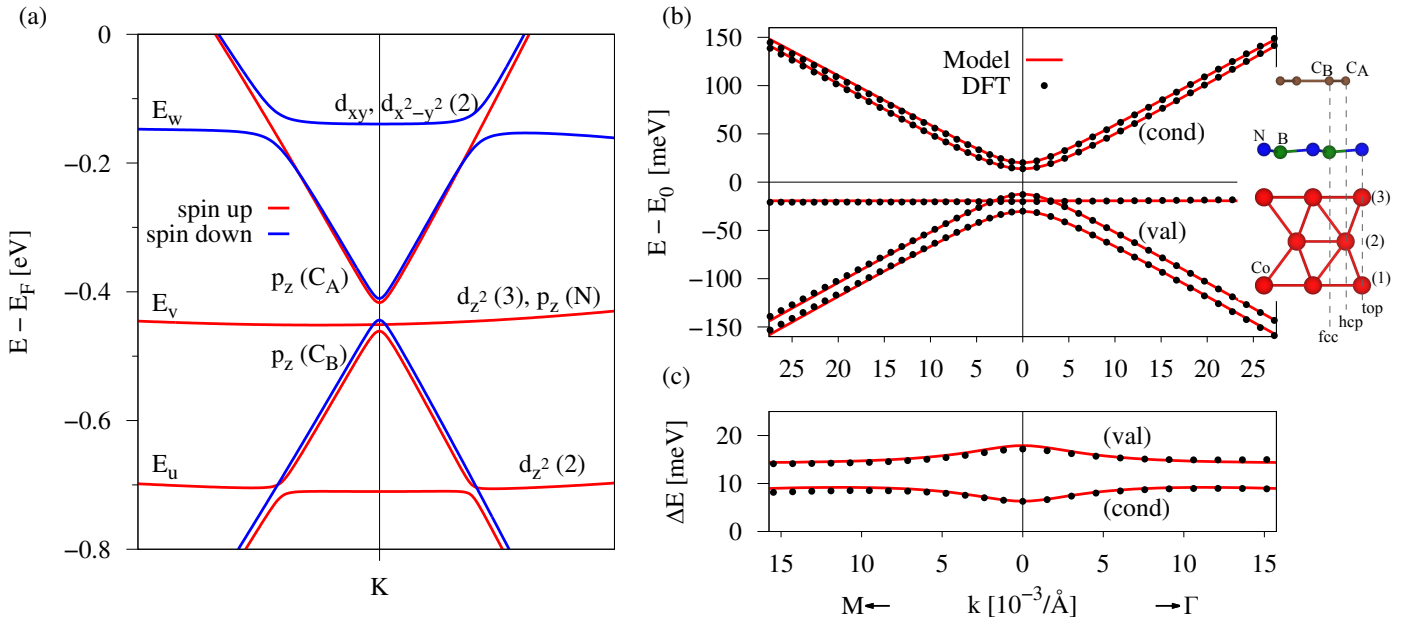 (a)
0
−0.2
−0.4
−0.6
−0.8
E − E_F [eV]
E_w
d_xy, d_x²−y² (2)
spin up
spin down
p_z (C_A)
E_v
d_z² (3), p_z (N)
p_z (C_B)
E_u
d_z² (2)
K
(b)
150
100
50
0
−50
−100
−150
E − E_0 [meV]
Model
DFT
(cond)
(val)
25 20 15 10 5 0 5 10 15 20 25
C_B C_A
N B
(3)
(2)
Co (1)
top
hcp
fcc
(c)
20
10
0
ΔE [meV]
(val)
(cond)
15 10 5 0 5 10 15
M← k [10⁻³/Å] →Γ